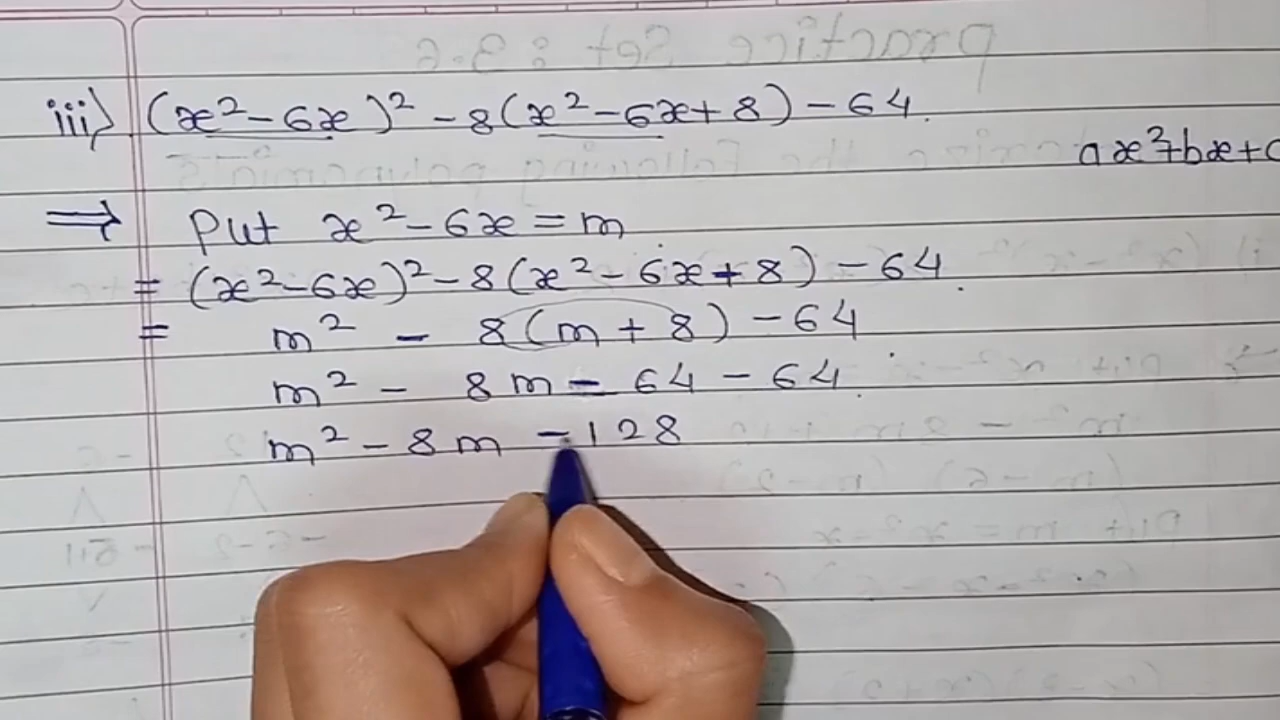 iii) (x² - 6x)² - 8(x² - 6x + 8) - 64.
ax² + bx + c
⇒ Put x² - 6x = m
= (x² - 6x)² - 8(x² - 6x + 8) - 64.
= m² - 8(m + 8) - 64
m² - 8m - 64 - 64.
m² - 8m - 128